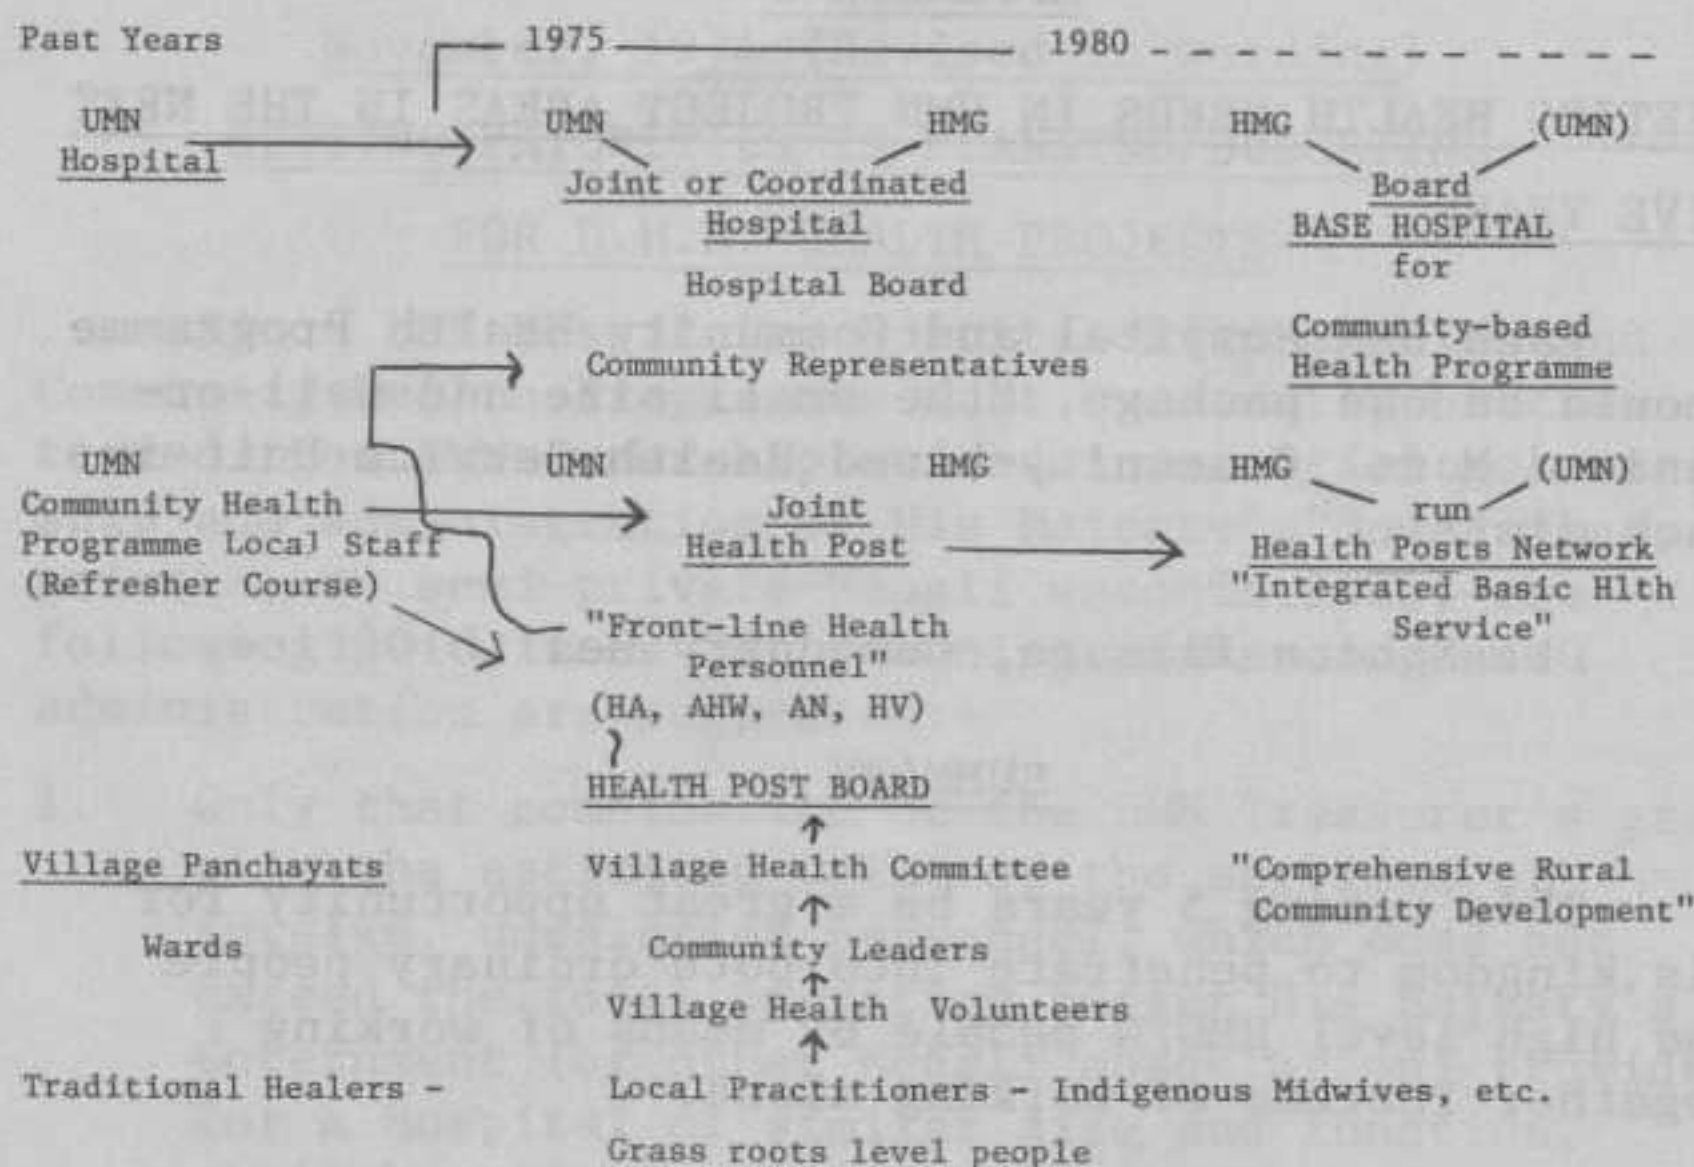 Past Years 1975 1980
UMN UMN HMG HMG (UMN)
Hospital Joint or Coordinated Board
Hospital BASE HOSPITAL
for
Hospital Board
Community-based
Community Representatives Health Programme
UMN UMN HMG HMG (UMN)
Community Health Joint run
Programme Local Staff Health Post Health Posts Network
(Refresher Course) "Integrated Basic Hlth
"Front-line Health Service"
Personnel"
(HA, AHW, AN, HV)
HEALTH POST BOARD
Village Panchayats Village Health Committee "Comprehensive Rural
Community Development"
Wards Community Leaders
Village Health Volunteers
Traditional Healers - Local Practitioners - Indigenous Midwives, etc.
Grass roots level people